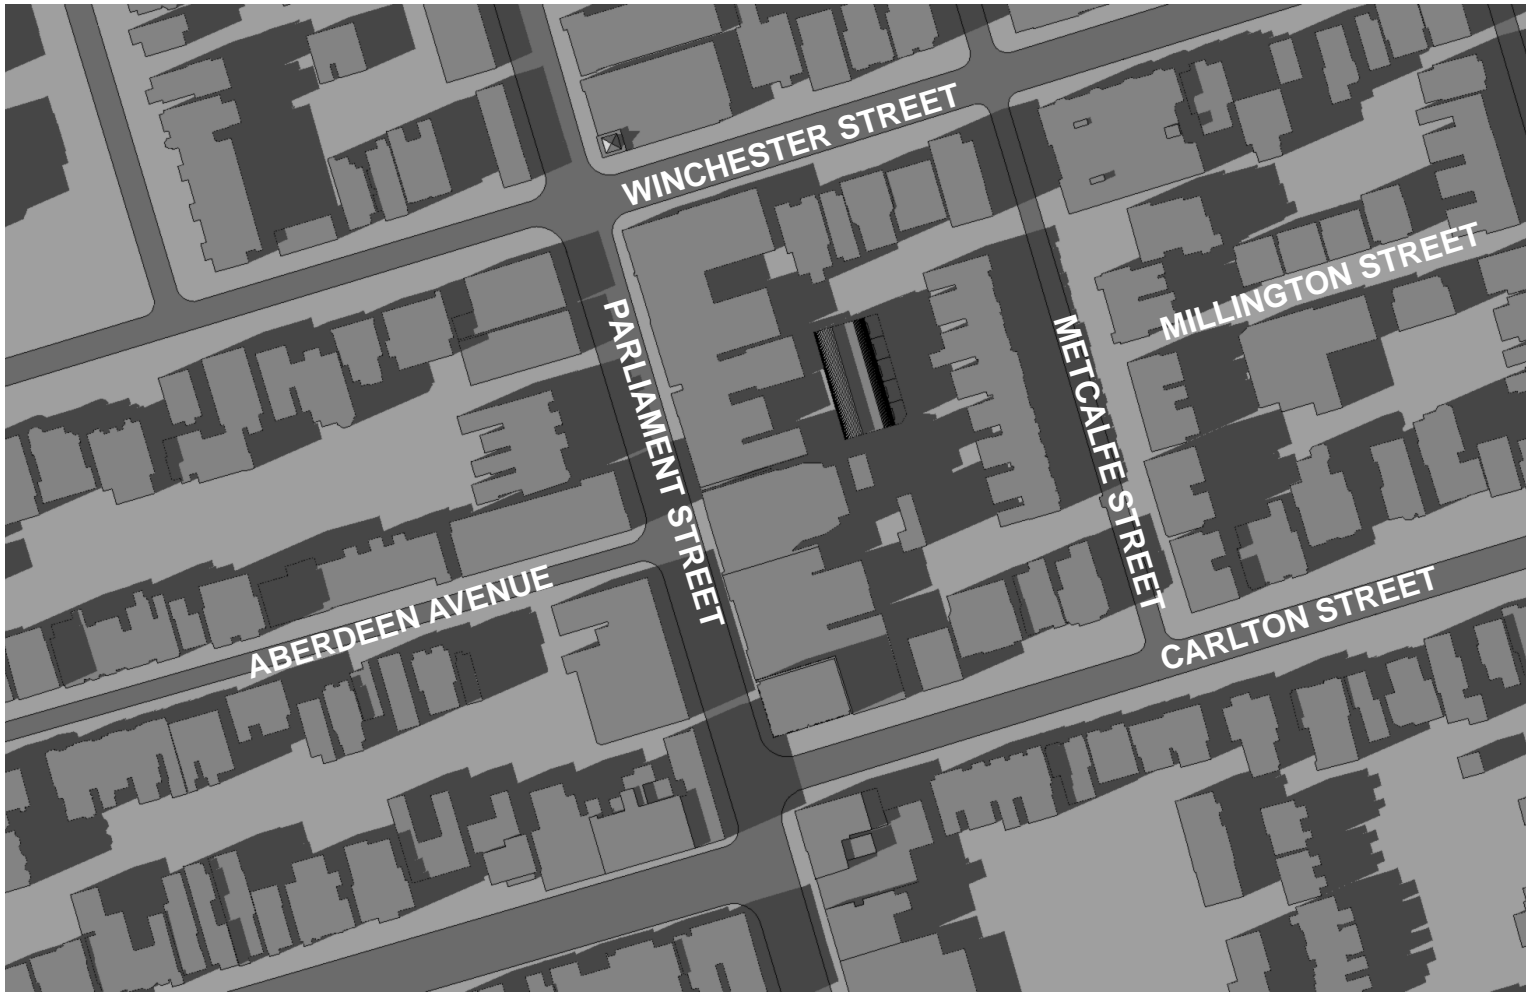 WINCHESTER STREET
MILLINGTON STREET
PARLIAMENT STREET
METCALFE STREET
ABERDEEN AVENUE
CARLTON STREET